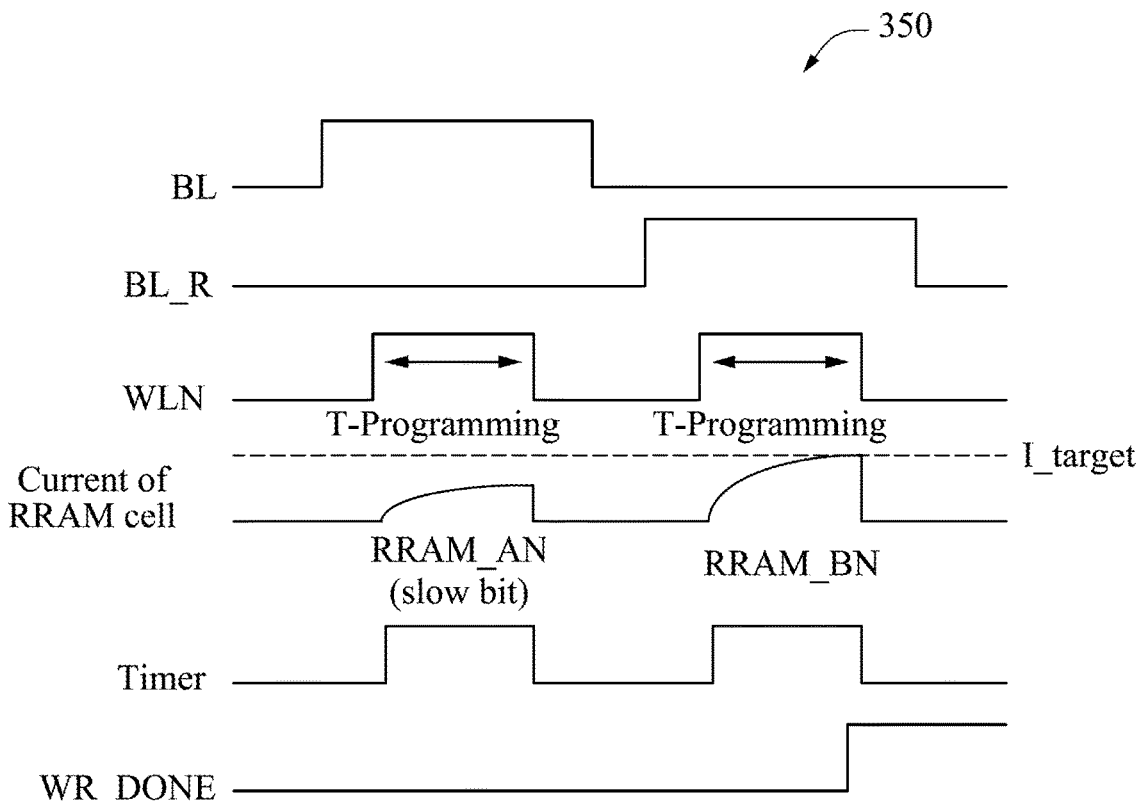 350
BL
BL_R
WLN
T-Programming T-Programming
I_target
Current of
RRAM cell
RRAM_AN
(slow bit)
RRAM_BN
Timer
WR_DONE